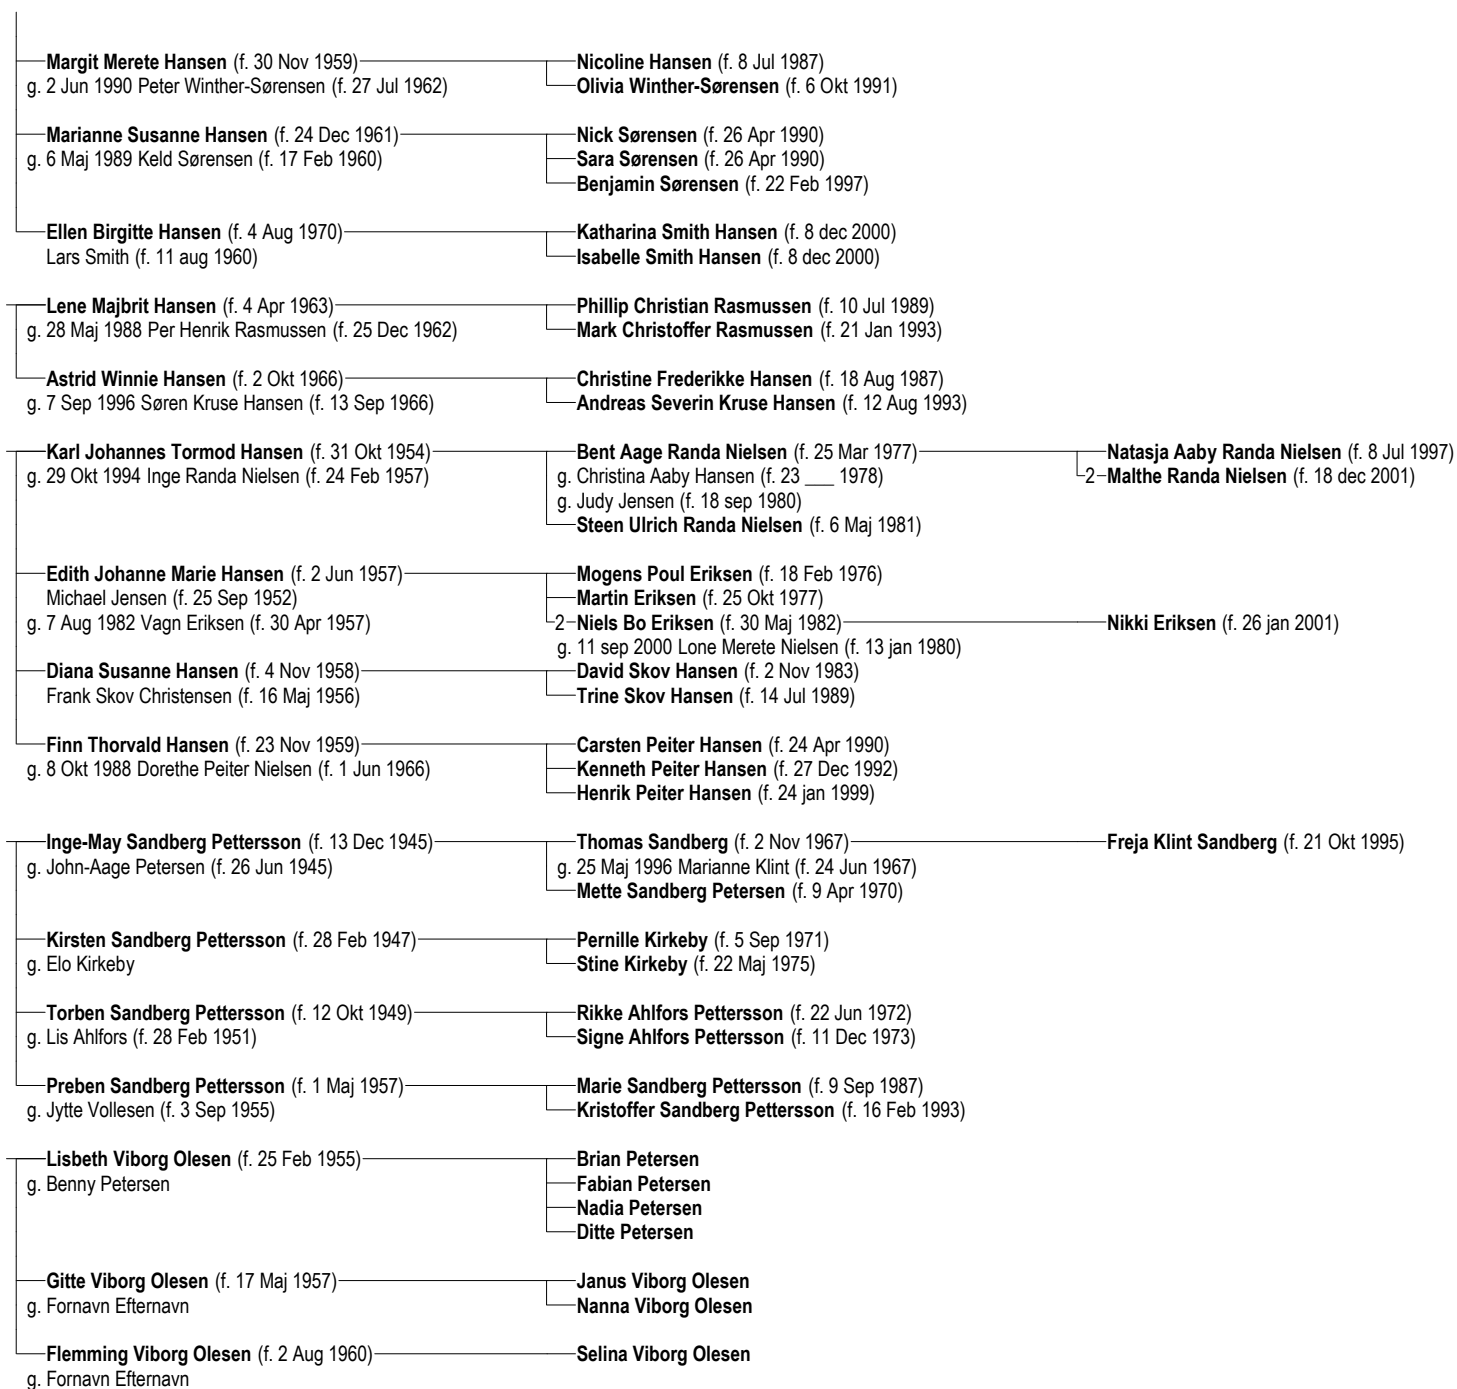 Margit Merete Hansen (f. 30 Nov 1959) Nicoline Hansen (f. 8 Jul 1987)
g. 2 Jun 1990 Peter Winther-Sørensen (f. 27 Jul 1962) Olivia Winther-Sørensen (f. 6 Okt 1991)
Marianne Susanne Hansen (f. 24 Dec 1961) Nick Sørensen (f. 26 Apr 1990)
g. 6 Maj 1989 Keld Sørensen (f. 17 Feb 1960) Sara Sørensen (f. 26 Apr 1990)
Benjamin Sørensen (f. 22 Feb 1997)
Ellen Birgitte Hansen (f. 4 Aug 1970) Katharina Smith Hansen (f. 8 dec 2000)
Lars Smith (f. 11 aug 1960) Isabelle Smith Hansen (f. 8 dec 2000)
Lene Majbrit Hansen (f. 4 Apr 1963) Phillip Christian Rasmussen (f. 10 Jul 1989)
g. 28 Maj 1988 Per Henrik Rasmussen (f. 25 Dec 1962) Mark Christoffer Rasmussen (f. 21 Jan 1993)
Astrid Winnie Hansen (f. 2 Okt 1966) Christine Frederikke Hansen (f. 18 Aug 1987)
g. 7 Sep 1996 Søren Kruse Hansen (f. 13 Sep 1966) Andreas Severin Kruse Hansen (f. 12 Aug 1993)
Karl Johannes Tormod Hansen (f. 31 Okt 1954) Bent Aage Randa Nielsen (f. 25 Mar 1977) Natasja Aaby Randa Nielsen (f. 8 Jul 1997)
g. 29 Okt 1994 Inge Randa Nielsen (f. 24 Feb 1957) g. Christina Aaby Hansen (f. 23 ___ 1978) 2 Malthe Randa Nielsen (f. 18 dec 2001)
g. Judy Jensen (f. 18 sep 1980)
Steen Ulrich Randa Nielsen (f. 6 Maj 1981)
Edith Johanne Marie Hansen (f. 2 Jun 1957) Mogens Poul Eriksen (f. 18 Feb 1976)
Michael Jensen (f. 25 Sep 1952) Martin Eriksen (f. 25 Okt 1977)
g. 7 Aug 1982 Vagn Eriksen (f. 30 Apr 1957) 2 Niels Bo Eriksen (f. 30 Maj 1982) Nikki Eriksen (f. 26 jan 2001)
g. 11 sep 2000 Lone Merete Nielsen (f. 13 jan 1980)
Diana Susanne Hansen (f. 4 Nov 1958) David Skov Hansen (f. 2 Nov 1983)
Frank Skov Christensen (f. 16 Maj 1956) Trine Skov Hansen (f. 14 Jul 1989)
Finn Thorvald Hansen (f. 23 Nov 1959) Carsten Peiter Hansen (f. 24 Apr 1990)
g. 8 Okt 1988 Dorethe Peiter Nielsen (f. 1 Jun 1966) Kenneth Peiter Hansen (f. 27 Dec 1992)
Henrik Peiter Hansen (f. 24 jan 1999)
Inge-May Sandberg Pettersson (f. 13 Dec 1945) Thomas Sandberg (f. 2 Nov 1967) Freja Klint Sandberg (f. 21 Okt 1995)
g. John-Aage Petersen (f. 26 Jun 1945) g. 25 Maj 1996 Marianne Klint (f. 24 Jun 1967)
Mette Sandberg Petersen (f. 9 Apr 1970)
Kirsten Sandberg Pettersson (f. 28 Feb 1947) Pernille Kirkeby (f. 5 Sep 1971)
g. Elo Kirkeby Stine Kirkeby (f. 22 Maj 1975)
Torben Sandberg Pettersson (f. 12 Okt 1949) Rikke Ahlfors Pettersson (f. 22 Jun 1972)
g. Lis Ahlfors (f. 28 Feb 1951) Signe Ahlfors Pettersson (f. 11 Dec 1973)
Preben Sandberg Pettersson (f. 1 Maj 1957) Marie Sandberg Pettersson (f. 9 Sep 1987)
g. Jytte Vollesen (f. 3 Sep 1955) Kristoffer Sandberg Pettersson (f. 16 Feb 1993)
Lisbeth Viborg Olesen (f. 25 Feb 1955) Brian Petersen
g. Benny Petersen Fabian Petersen
Nadia Petersen
Ditte Petersen
Gitte Viborg Olesen (f. 17 Maj 1957) Janus Viborg Olesen
g. Fornavn Efternavn Nanna Viborg Olesen
Flemming Viborg Olesen (f. 2 Aug 1960) Selina Viborg Olesen
g. Fornavn Efternavn